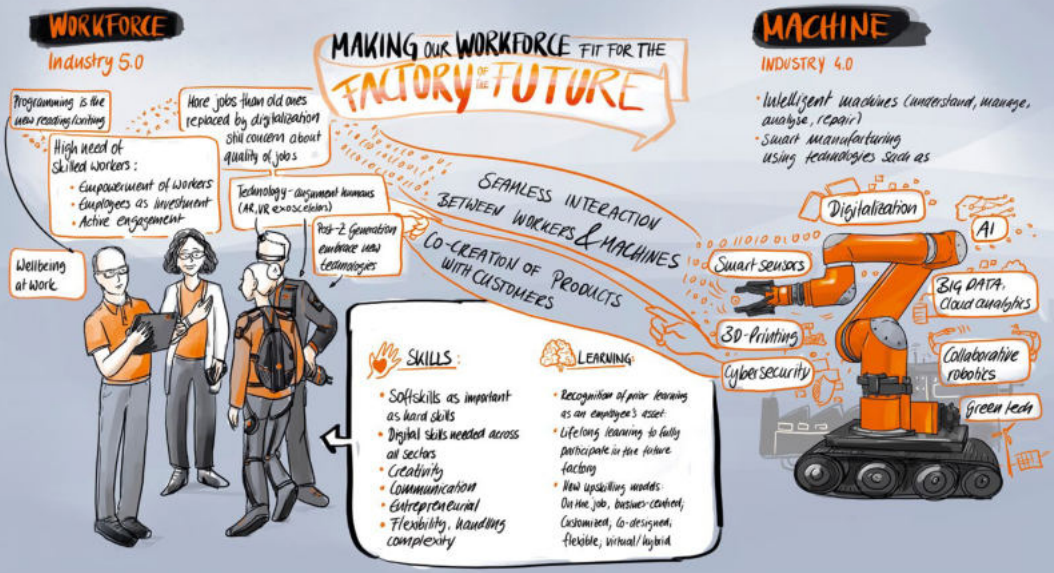 WORKFORCE
Industry 5.0
MAKING OUR WORKFORCE FIT FOR THE
FACTORY OF THE FUTURE
MACHINE
INDUSTRY 4.0
Programming is the
new reading/writing
More jobs than old ones
replaced by digitalization
still concern about
quality of jobs
High need of
skilled workers:
• Empowerment of workers
• Employees as investment
• Active engagement
Technology-augment humans
(AR, VR exosceletors)
Post-Z Generation
embrace new
technologies
Wellbeing
at work
SEAMLESS INTERACTION
BETWEEN WORKERS & MACHINES
CO-CREATION OF PRODUCTS
WITH CUSTOMERS
• Intelligent machines (understand, manage,
analyse, repair)
• Smart manufarturing
using technologies such as
Digitalization
AI
Smart sensors
BIG DATA,
Cloud analytics
3D-Printing
Collaborative
robotics
Cybersecurity
Green tech
SKILLS:
• Softskills as important
as hard skills
• Digital skills needed across
all sectors
• Creativity
• Communication
• Entrepreneurial
• Flexibility, handling
complexity
LEARNING:
• Recognition of prior learning
as an employee's asset
• Lifelong learning to fully
participate in the future
factory
• New upskilling models:
On the job, busines-centred,
Customized, Co-designed,
flexible, virtual/hybrid